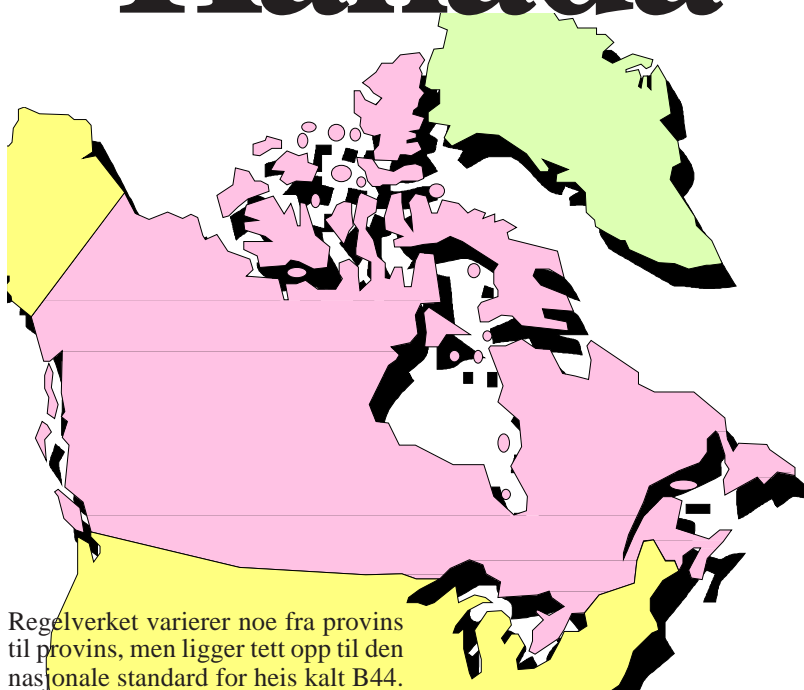 Kanada
Regelverket varierer noe fra provins
til provins, men ligger tett opp til den
nasjonale standard for heis kalt B44.